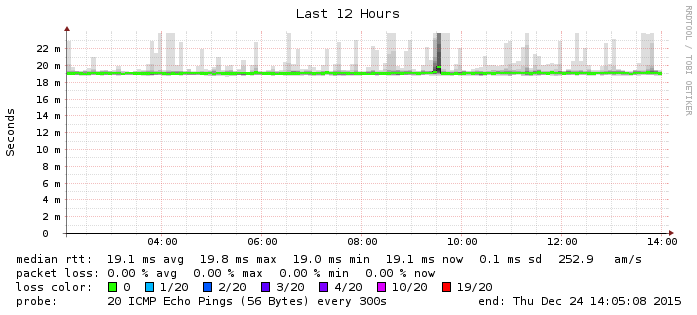 Last 12 Hours
RRDTOOL / TOBI OETIKER
Seconds
22 m
20 m
18 m
16 m
14 m
12 m
10 m
8 m
6 m
4 m
2 m
0
04:00 06:00 08:00 10:00 12:00 14:00
median rtt: 19.1 ms avg 19.8 ms max 19.0 ms min 19.1 ms now 0.1 ms sd 252.9 am/s
packet loss: 0.00 % avg 0.00 % max 0.00 % min 0.00 % now
loss color: 0 1/20 2/20 3/20 4/20 10/20 19/20
probe: 20 ICMP Echo Pings (56 Bytes) every 300s end: Thu Dec 24 14:05:08 2015